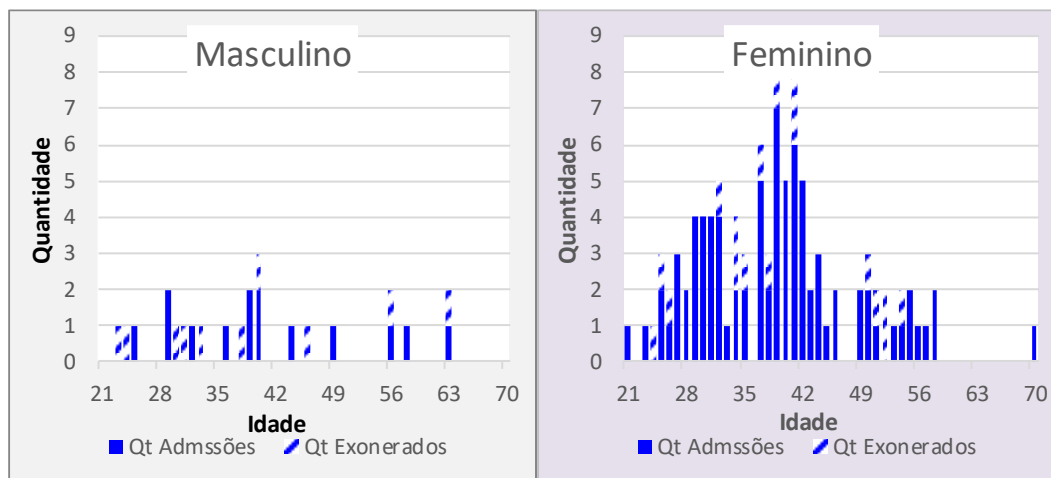 Masculino
9
8
7
6
5
4
3
2
1
0
Quantidade
21 28 35 42 49 56 63 70
Idade
Qt Admssões Qt Exonerados
Feminino
9
8
7
6
5
4
3
2
1
0
Quantidade
21 28 35 42 49 56 63 70
Idade
Qt Admssões Qt Exonerados